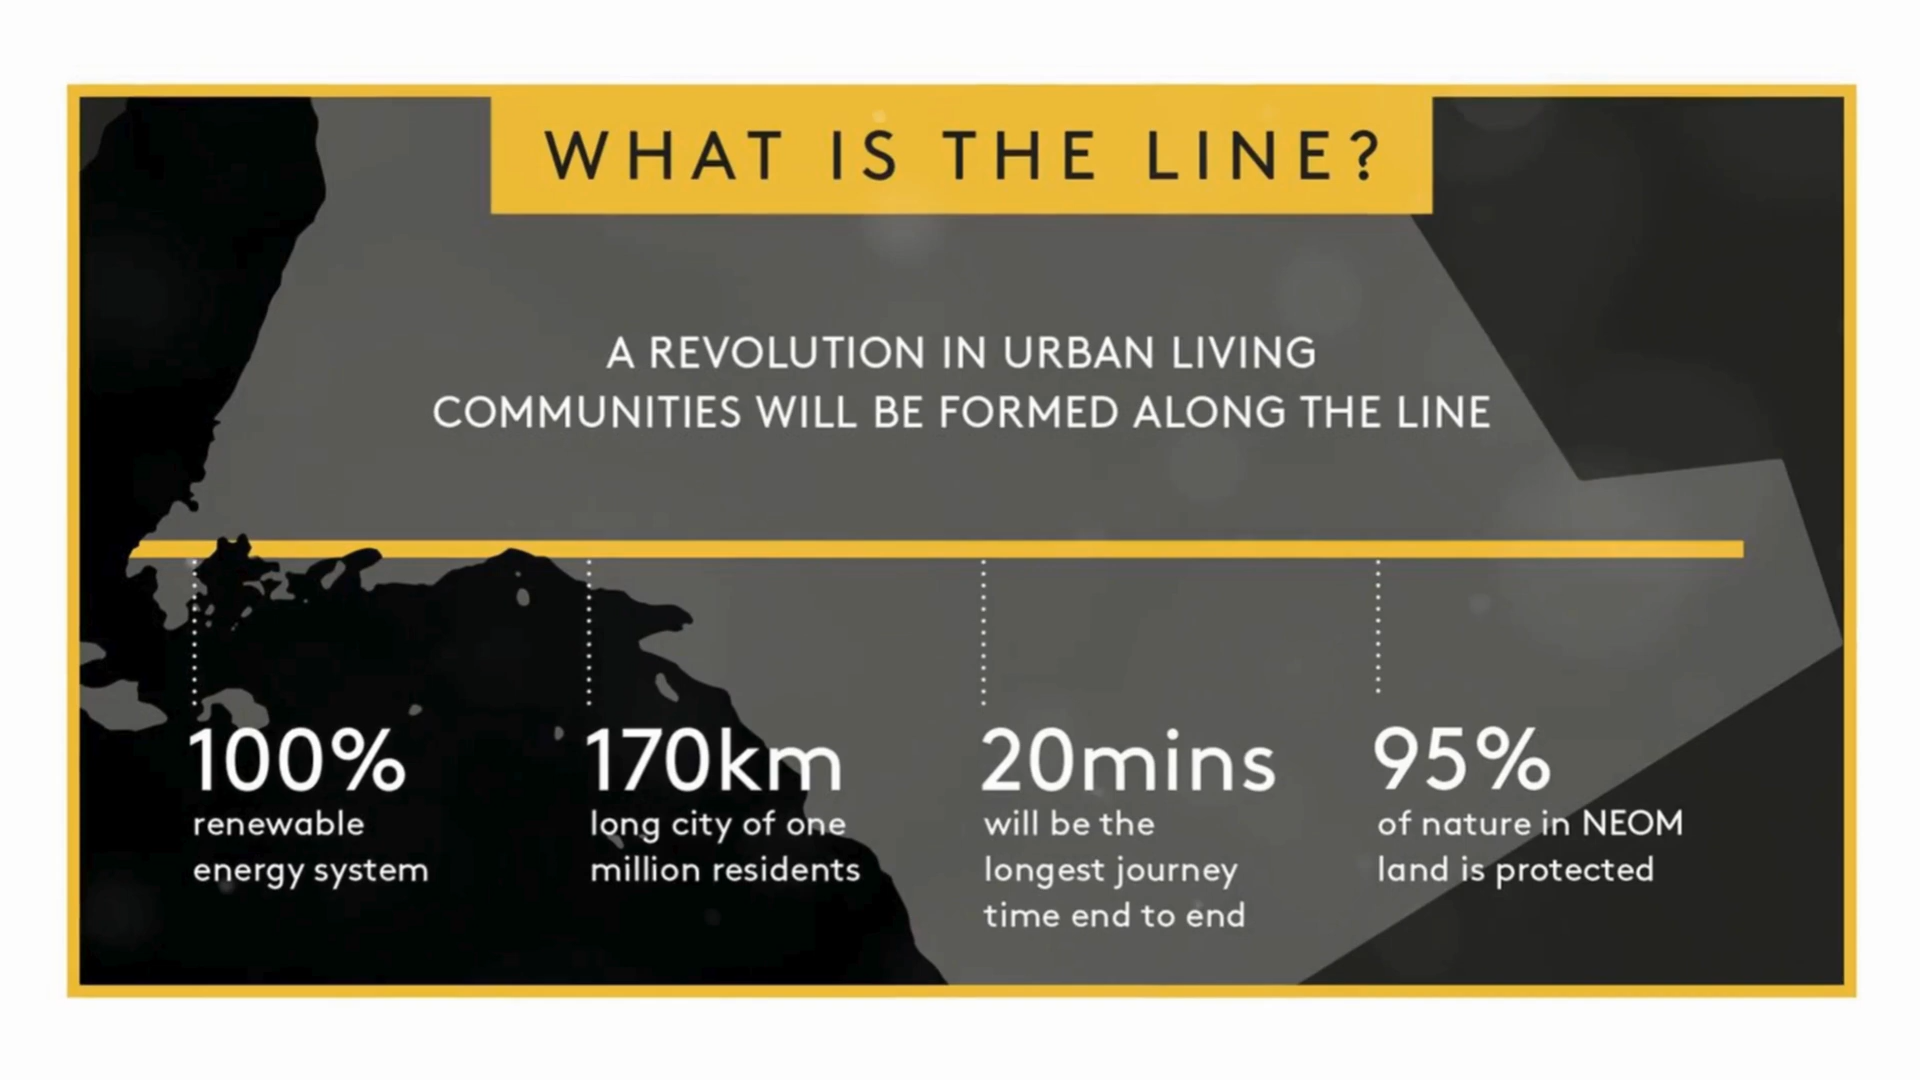 WHAT IS THE LINE?
A REVOLUTION IN URBAN LIVING
COMMUNITIES WILL BE FORMED ALONG THE LINE
100%
renewable
energy system
170km
long city of one
million residents
20mins
will be the
longest journey
time end to end
95%
of nature in NEOM
land is protected